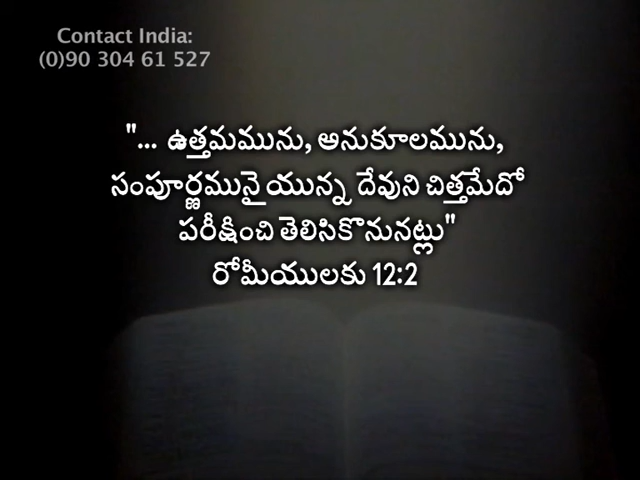 Contact India:
(0)90 304 61 527
"... ఉత్తమమును, అనుకూలమును,
సంపూర్ణమునై యున్న దేవుని చిత్తమేదో
పరీక్షించి తెలిసికొనునట్లు"
రోమీయులకు 12:2